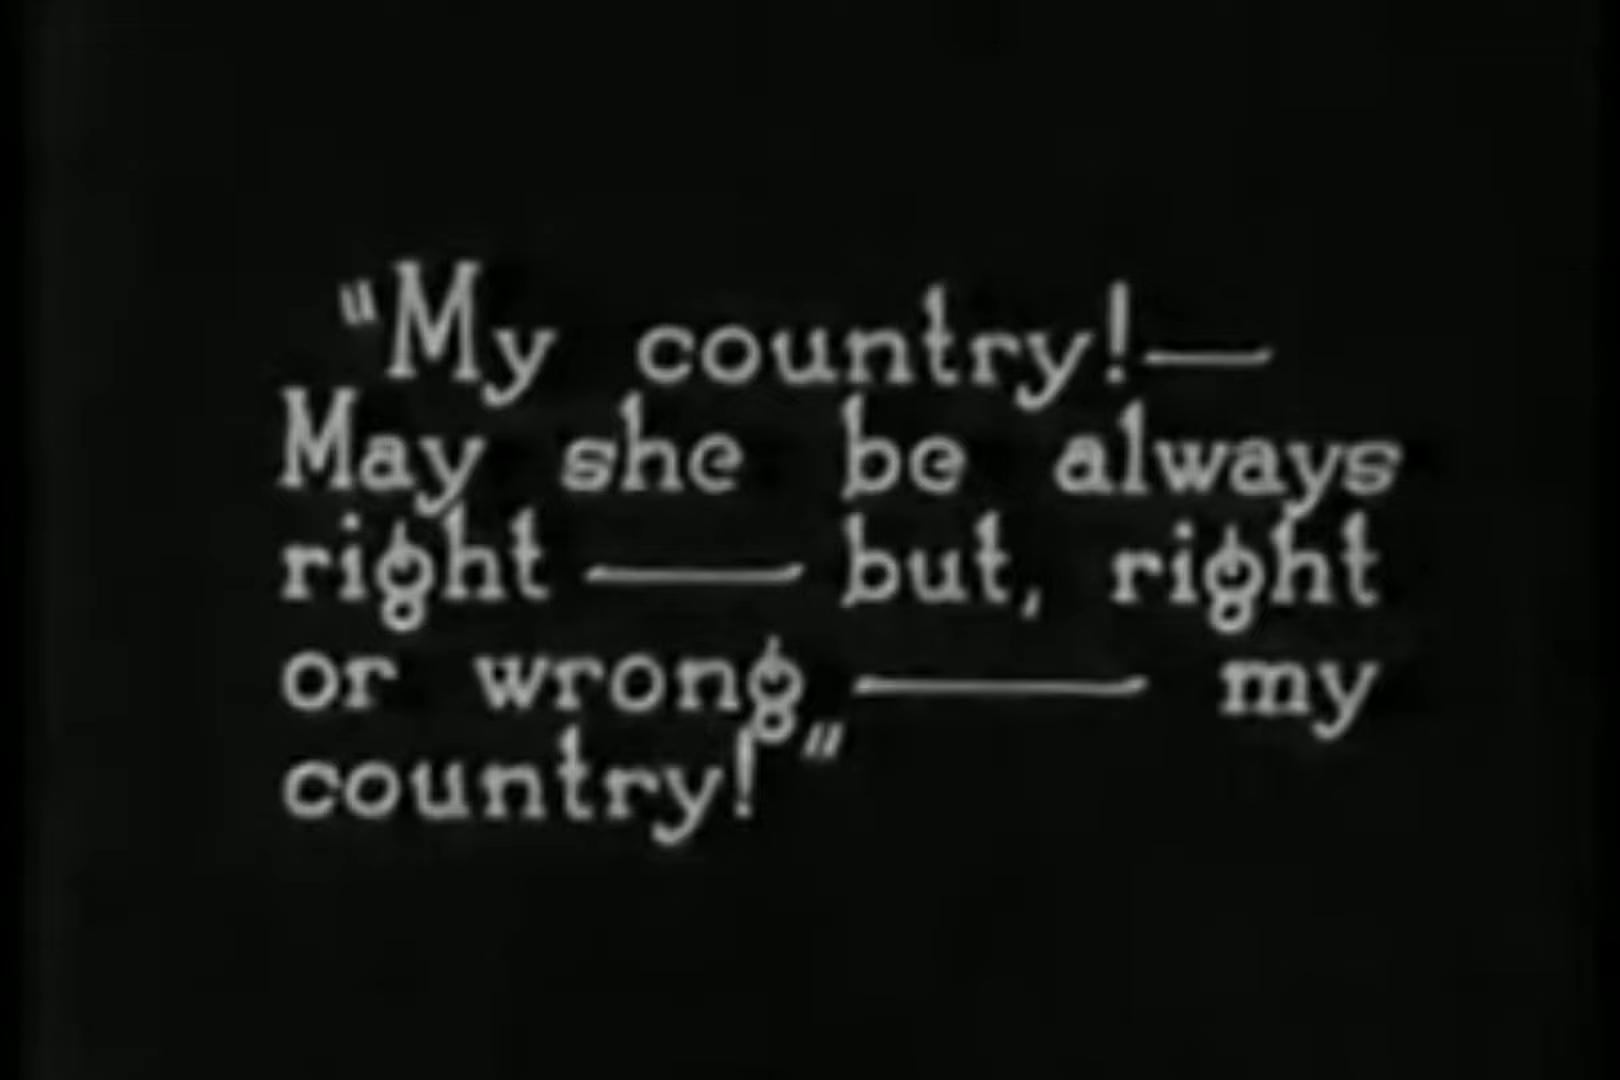 "My country!—
May she be always
right — but, right
or wrong, — my
country!"